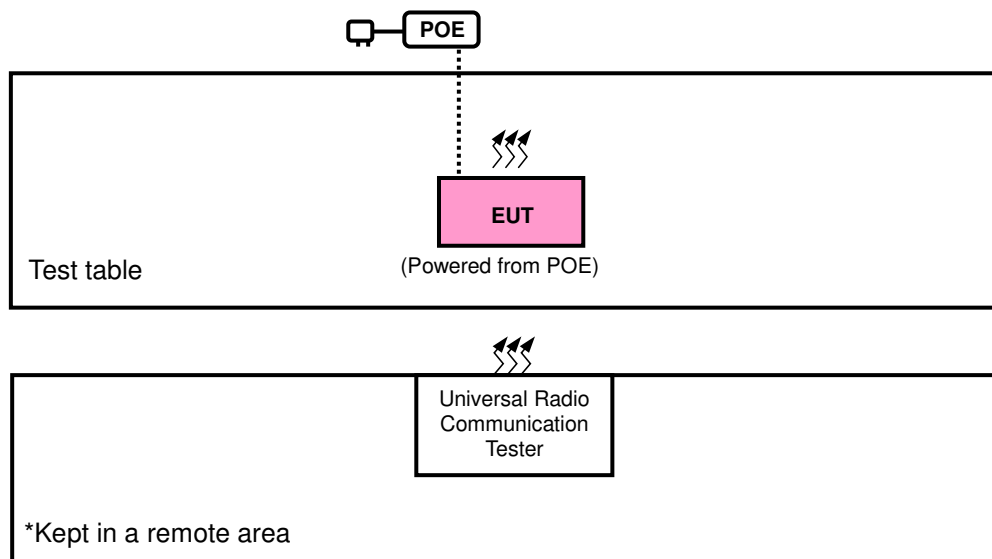 POE
EUT
(Powered from POE)
Test table
Universal Radio
Communication
Tester
*Kept in a remote area